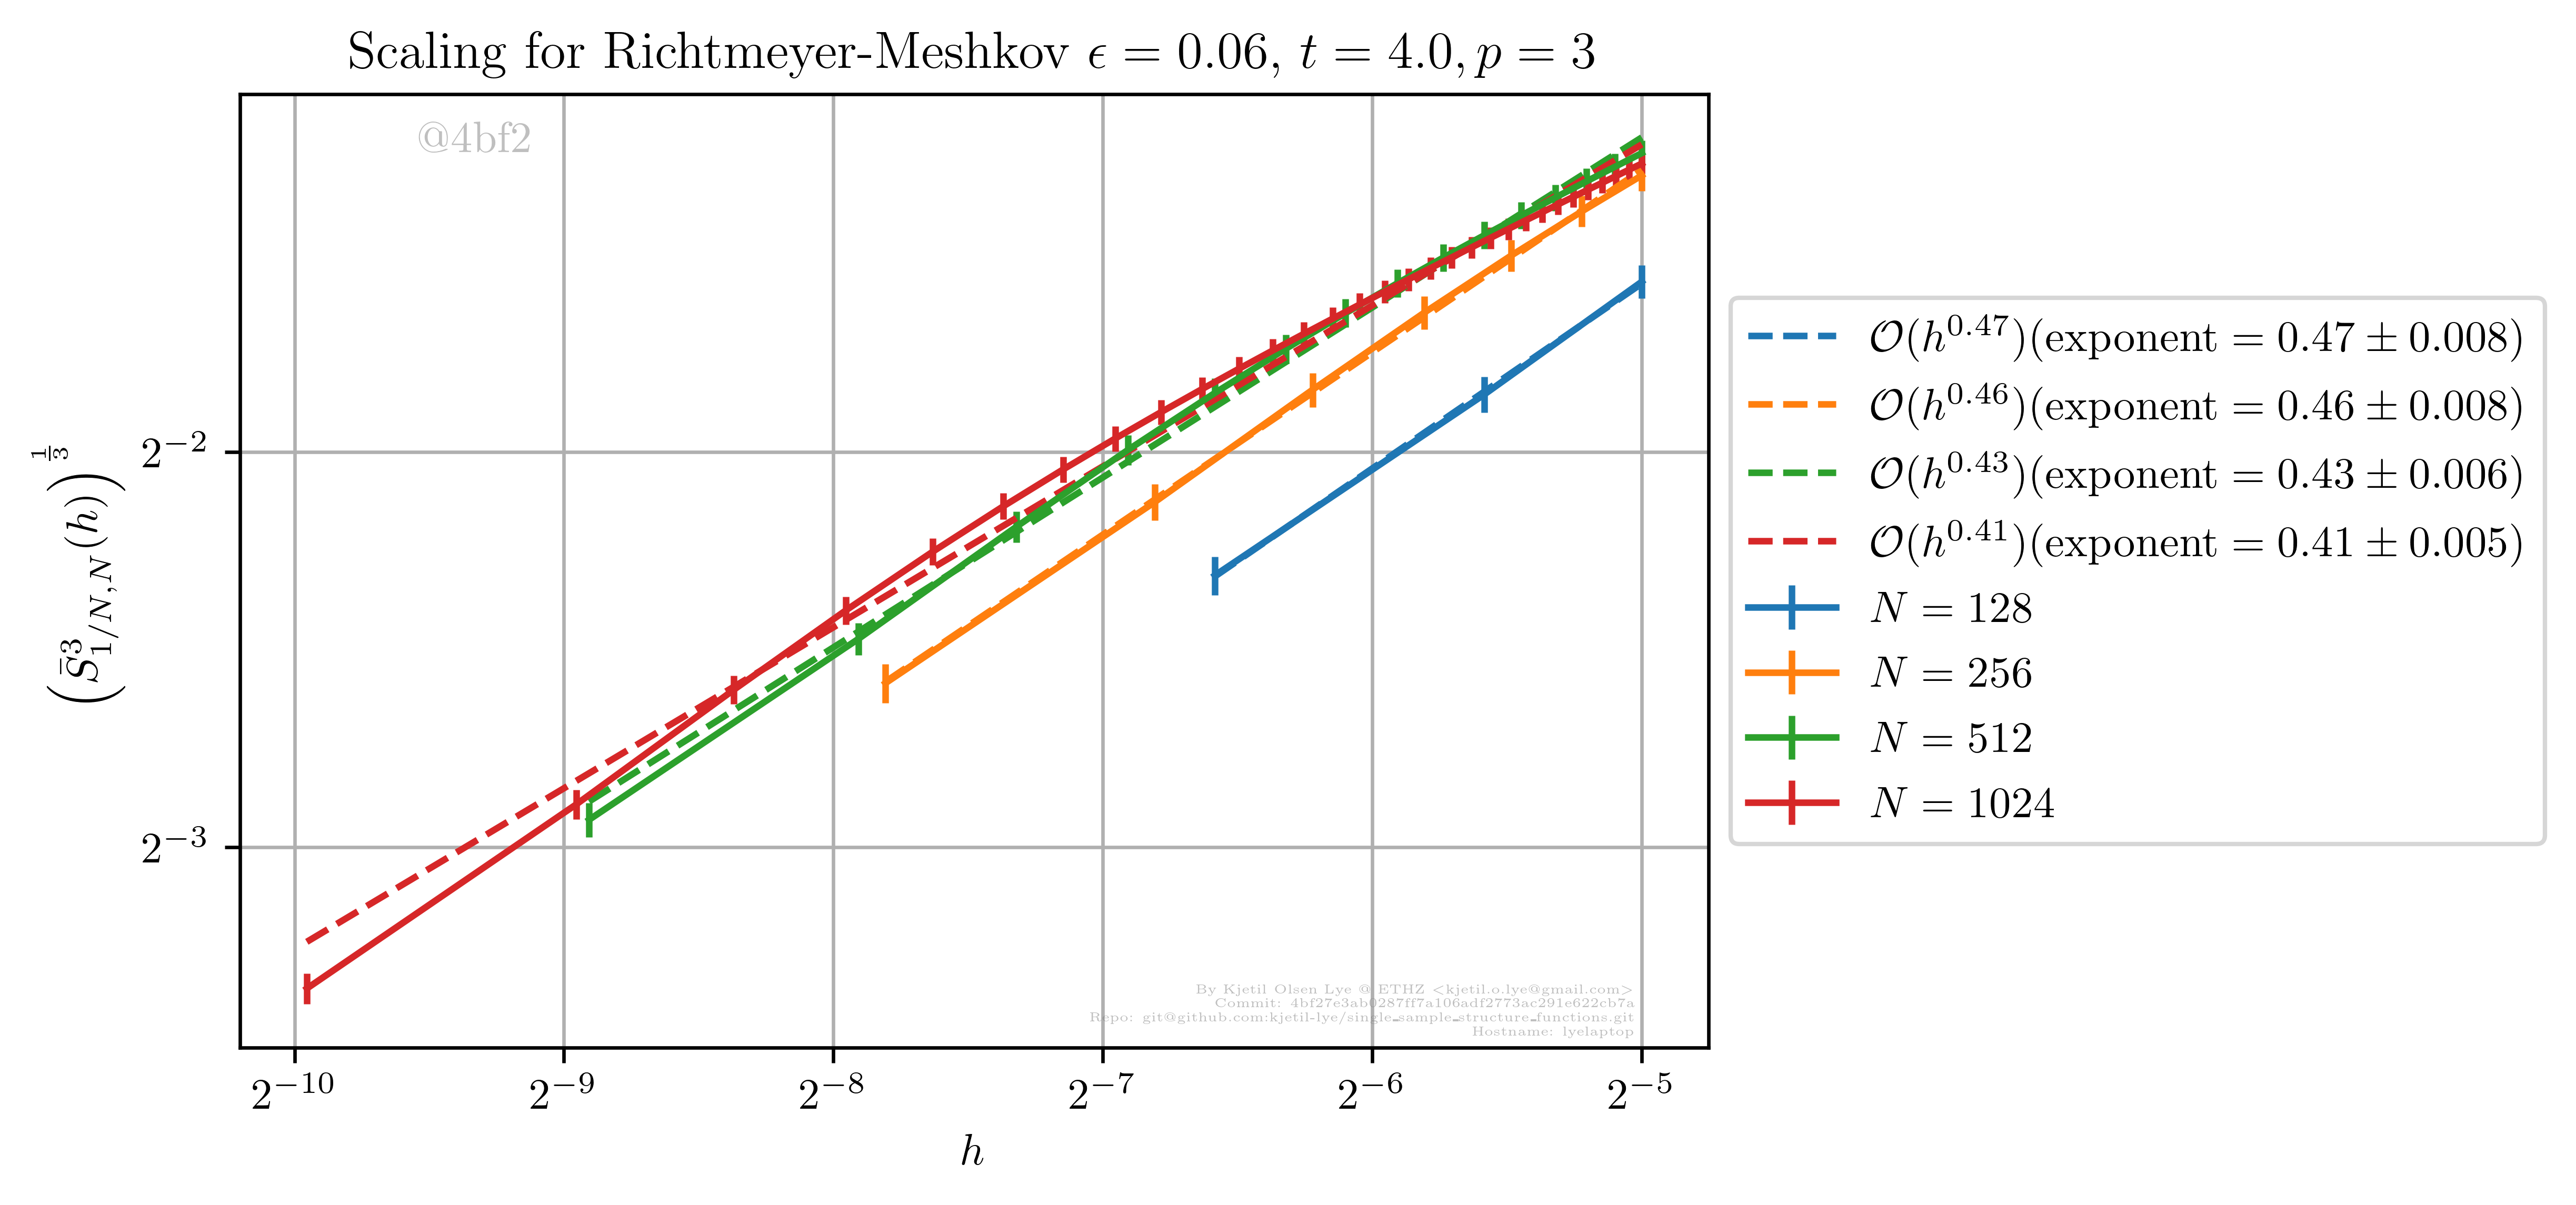 Scaling for Richtmeyer-Meshkov ϵ = 0.06, t = 4.0, p = 3
@4bf2
(S̄³₁/N,N(h))^(1/3)
2⁻²
2⁻³
2⁻¹⁰ 2⁻⁹ 2⁻⁸ 2⁻⁷ 2⁻⁶ 2⁻⁵
h
By Kjetil Olsen Lye @ ETHZ <kjetil.o.lye@gmail.com>
Commit: 4bf27e3ab0287ff7a106adf2773ac291e622cb7a
Repo: git@github.com:kjetil-lye/single_sample_structure_functions.git
Hostname: lyelaptop
𝒪(h^0.47)(exponent = 0.47 ± 0.008)
𝒪(h^0.46)(exponent = 0.46 ± 0.008)
𝒪(h^0.43)(exponent = 0.43 ± 0.006)
𝒪(h^0.41)(exponent = 0.41 ± 0.005)
N = 128
N = 256
N = 512
N = 1024